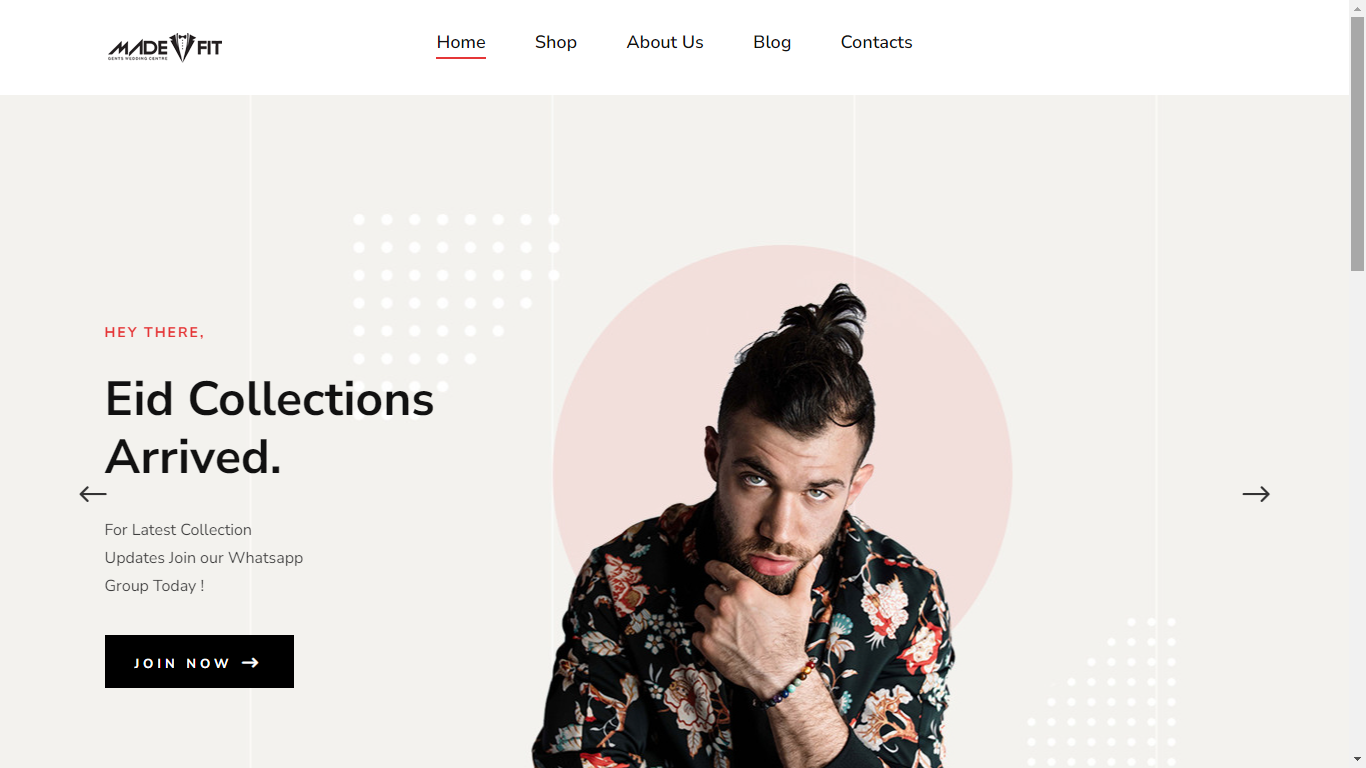 MADE FIT
GENTS WEDDING CENTRE
Home Shop About Us Blog Contacts
HEY THERE,
Eid Collections
Arrived.
For Latest Collection
Updates Join our Whatsapp
Group Today !
JOIN NOW